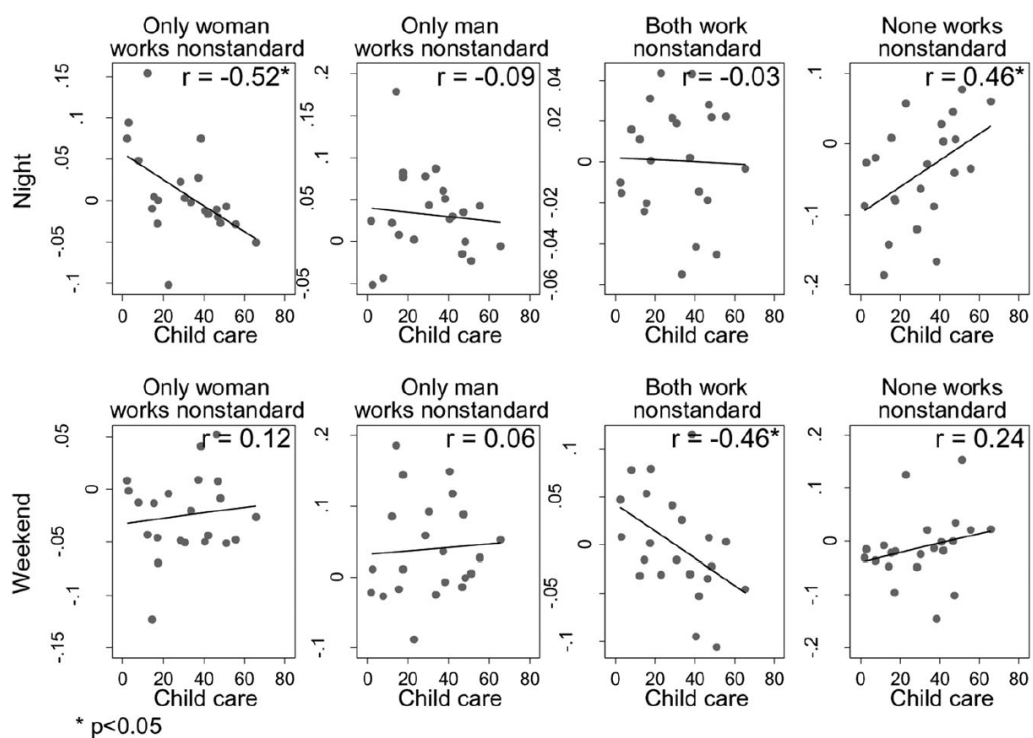 Only woman
works nonstandard
Only man
works nonstandard
Both work
nonstandard
None works
nonstandard
r = -0.52*
r = -0.09
r = -0.03
r = 0.46*
Night
.15
.1
.05
0
-.05
-.1
.2
.1
.05
0
-.05
.04
.02
0
-.02
-.04
-.06
.1
0
-.1
-.2
0 20 40 60 80
0 20 40 60 80
0 20 40 60 80
0 20 40 60 80
Child care
Child care
Child care
Child care
Only woman
works nonstandard
Only man
works nonstandard
Both work
nonstandard
None works
nonstandard
r = 0.12
r = 0.06
r = -0.46*
r = 0.24
Weekend
.05
0
-.05
-.1
-.15
.2
.1
0
-.1
.1
.05
0
-.05
-.1
.2
.1
0
-.1
-.2
0 20 40 60 80
0 20 40 60 80
0 20 40 60 80
0 20 40 60 80
Child care
Child care
Child care
Child care
* p<0.05